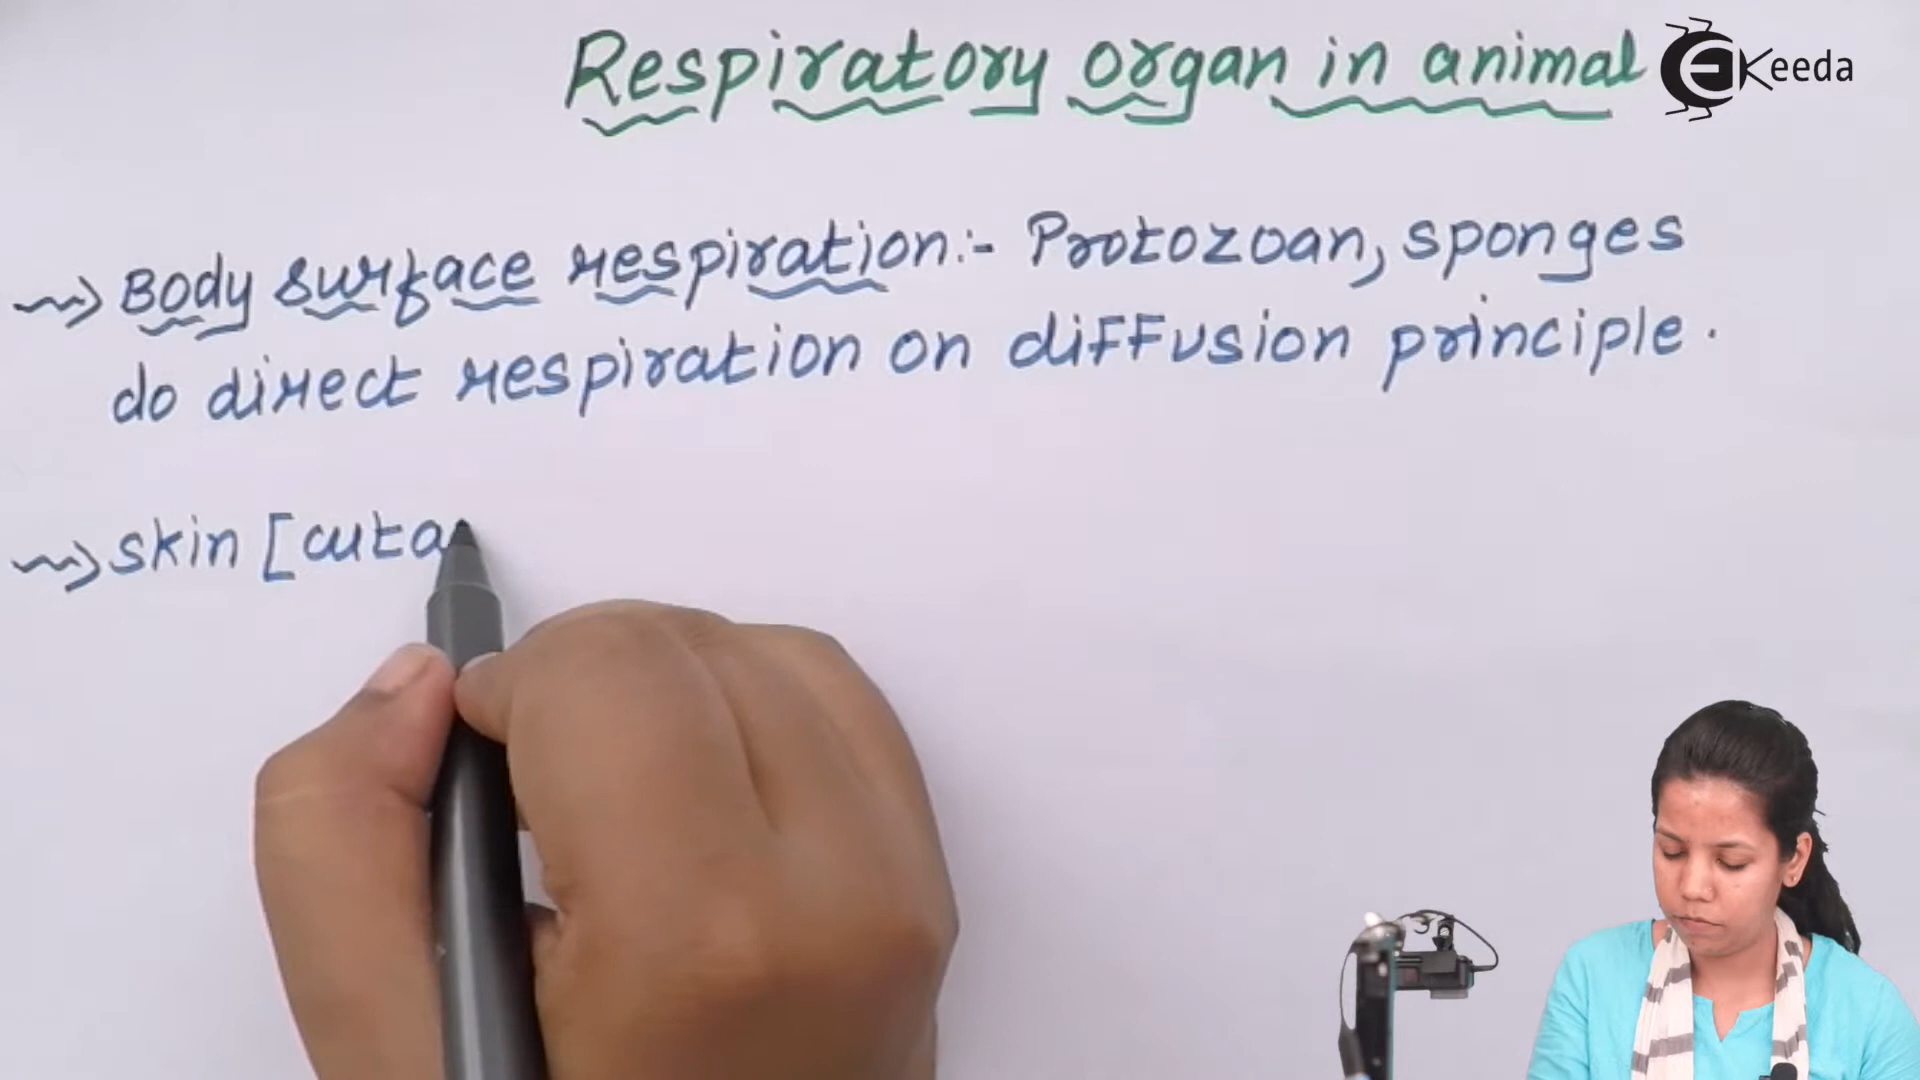 Respiratory organ in animal
EKeeda
Body surface respiration:- Protozoan, sponges
do direct respiration on diffusion principle.
skin [cuta